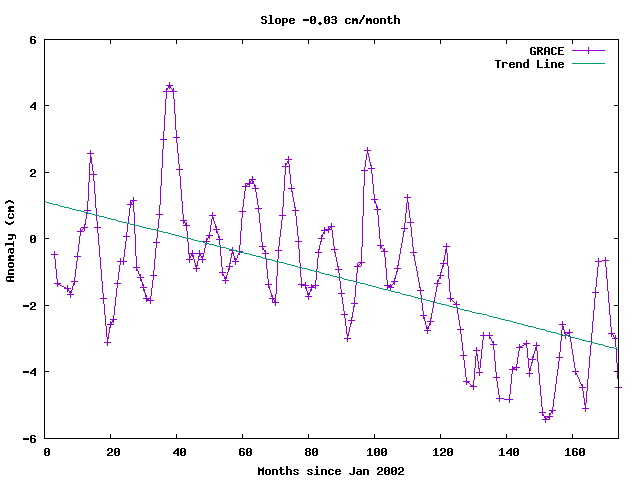 Slope -0.03 cm/month
GRACE
Trend Line
6
4
2
0
-2
-4
-6
Anomaly (cm)
0 20 40 60 80 100 120 140 160
Months since Jan 2002